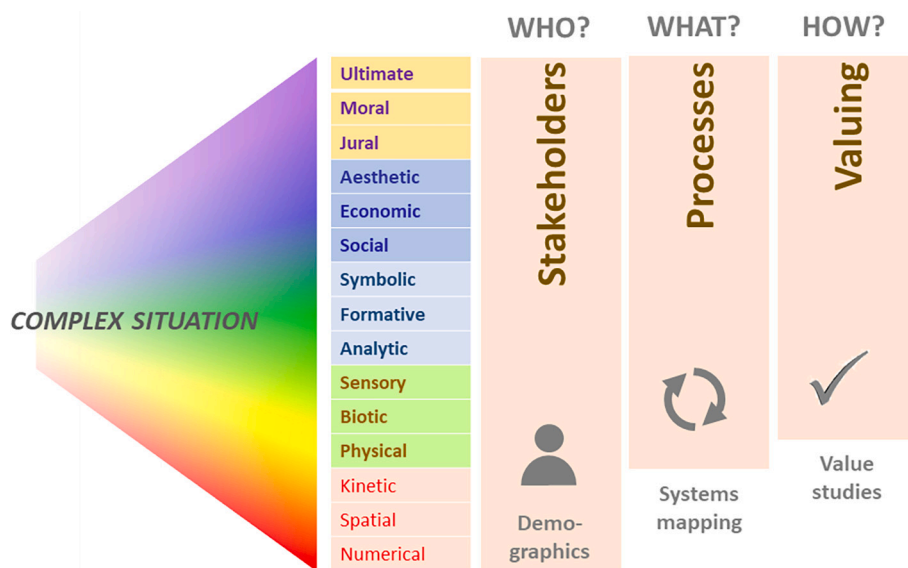 WHO?
WHAT?
HOW?
COMPLEX SITUATION
Ultimate
Moral
Jural
Aesthetic
Economic
Social
Symbolic
Formative
Analytic
Sensory
Biotic
Physical
Kinetic
Spatial
Numerical
Stakeholders
Demo-
graphics
Processes
Systems
mapping
Valuing
Value
studies